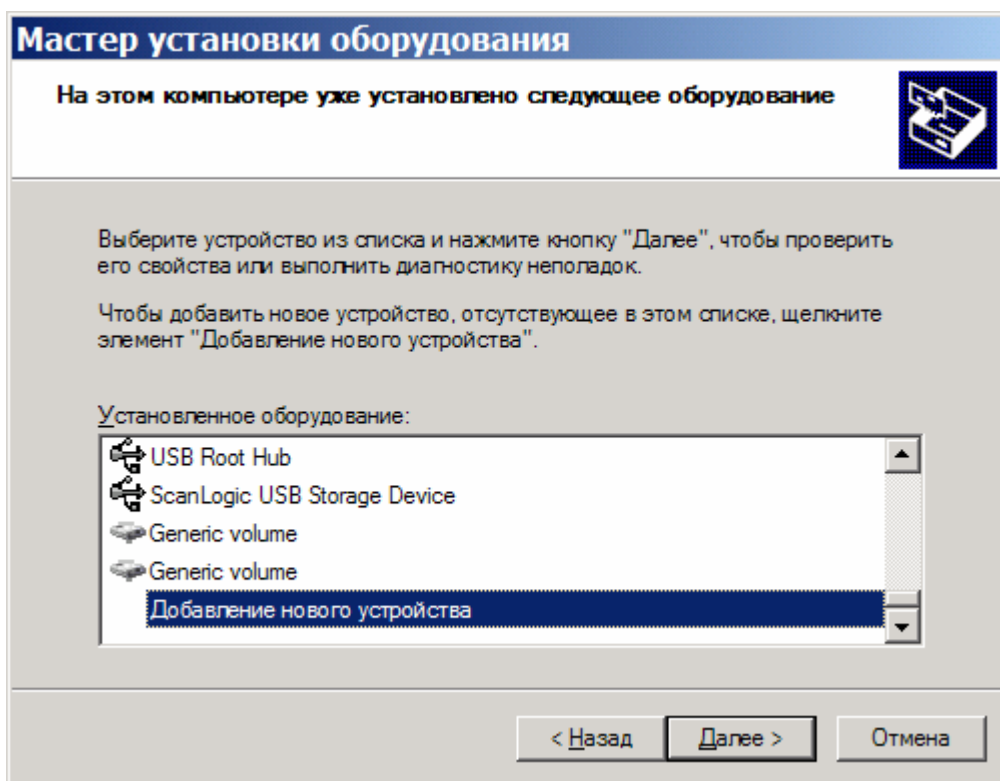 Мастер установки оборудования
На этом компьютере уже установлено следующее оборудование
Выберите устройство из списка и нажмите кнопку "Далее", чтобы проверить
его свойства или выполнить диагностику неполадок.
Чтобы добавить новое устройство, отсутствующее в этом списке, щелкните
элемент "Добавление нового устройства".
Установленное оборудование:
USB Root Hub
ScanLogic USB Storage Device
Generic volume
Generic volume
Добавление нового устройства
< Назад Далее > Отмена